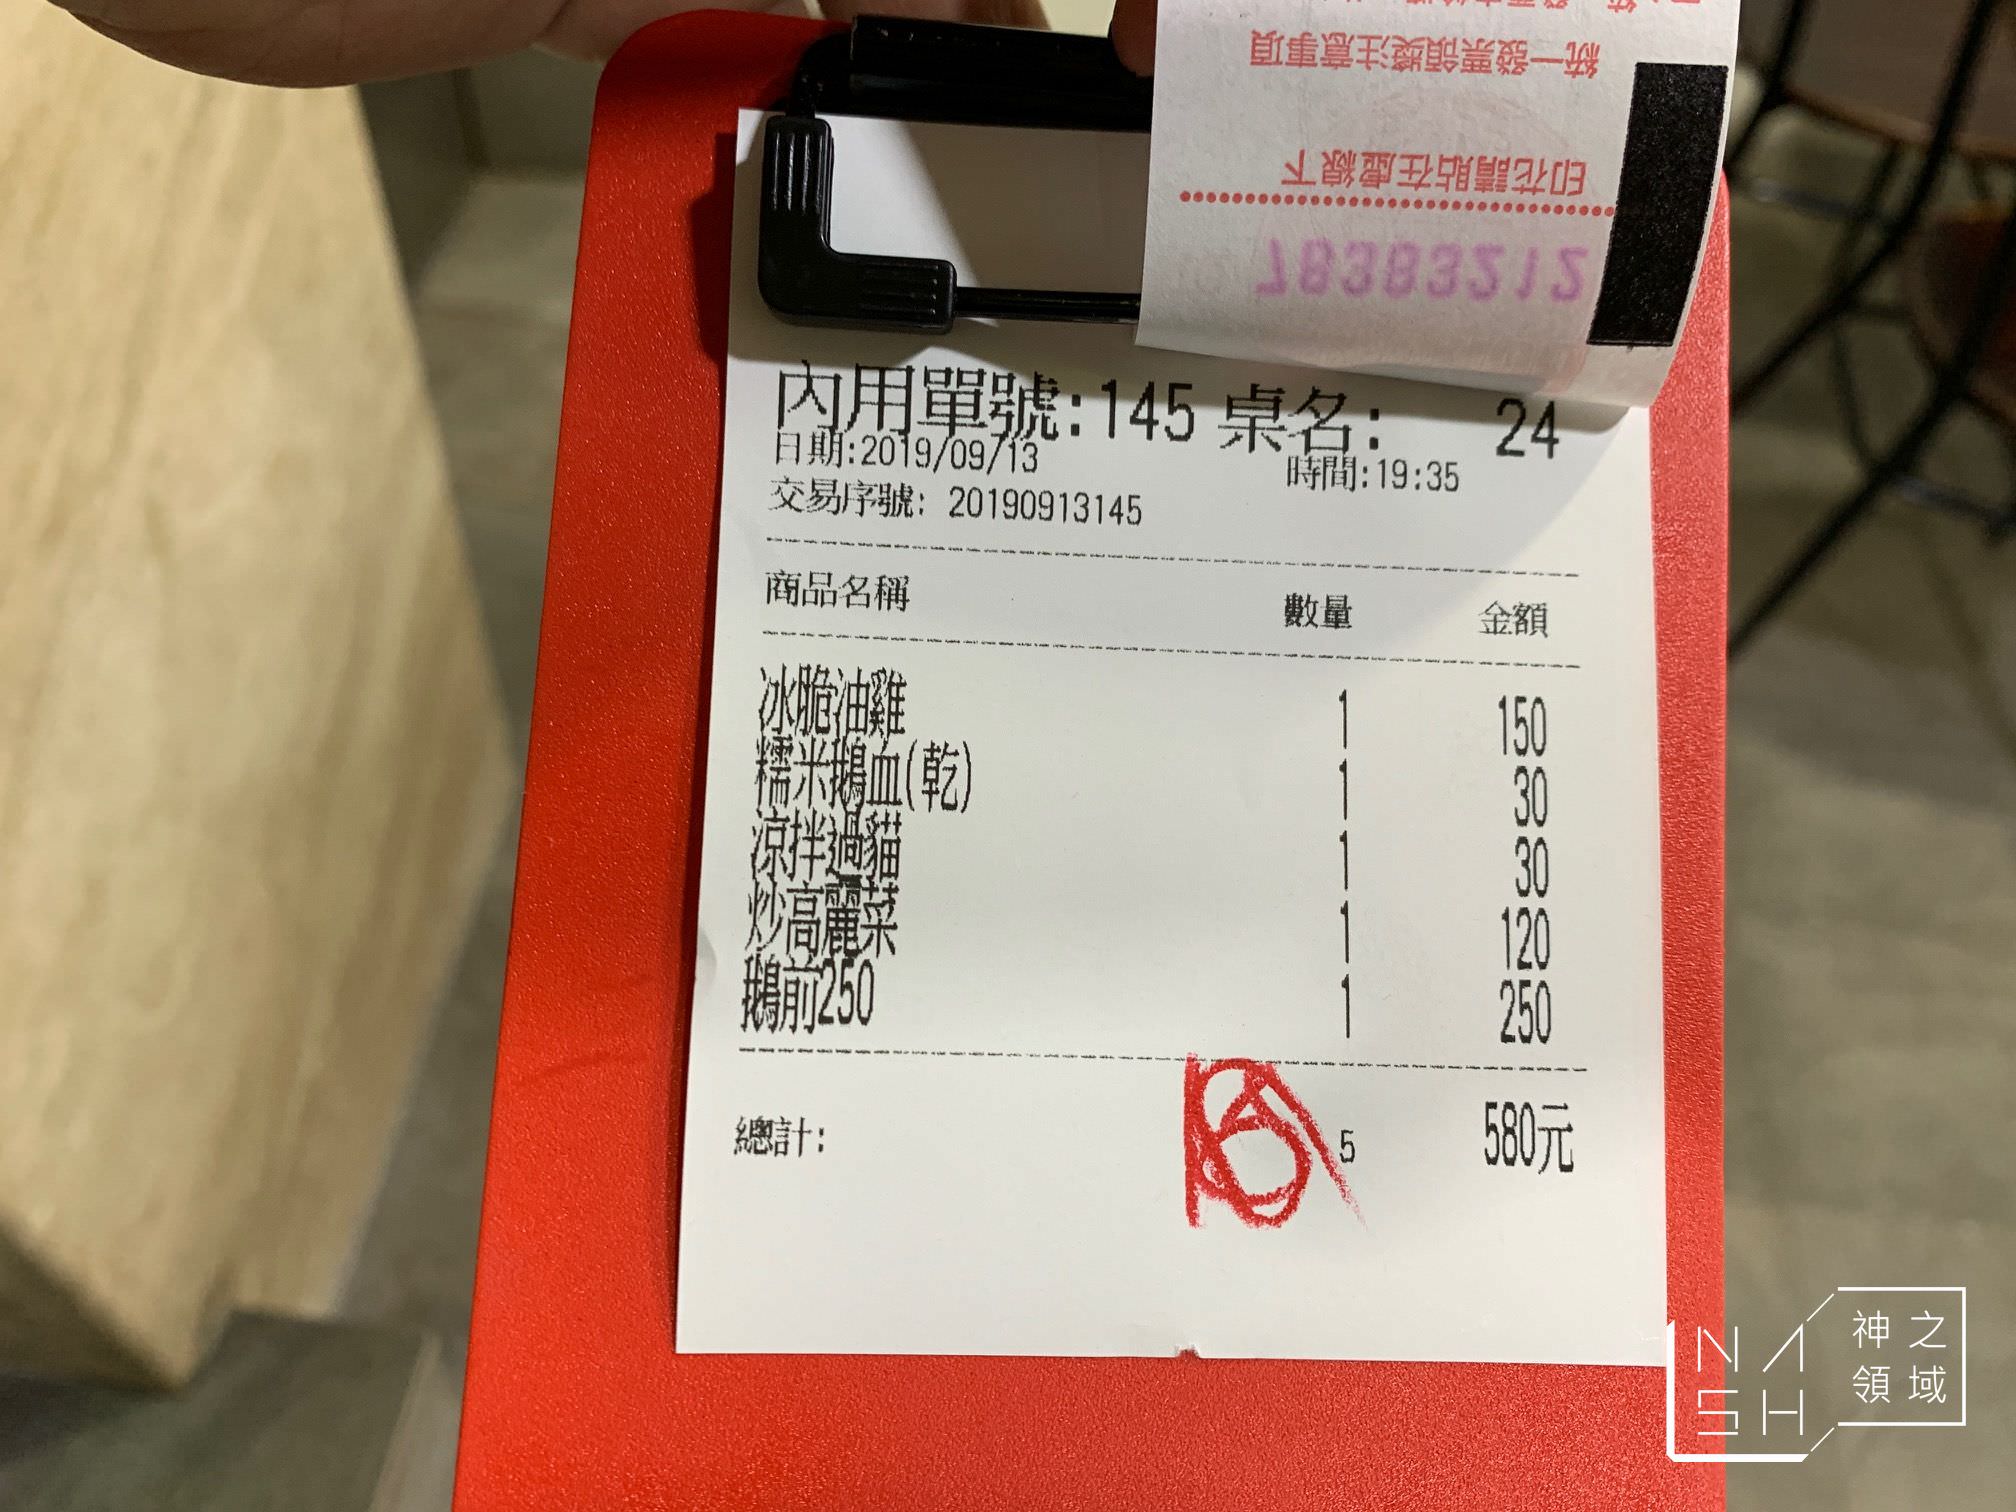 統一發票領獎注意事項
印花請貼在虛線下
78383212
內用單號:145 桌名: 24
日期:2019/09/13 時間:19:35
交易序號: 20190913145
商品名稱 數量 金額
冰脆油雞 1 150
糯米鵝血(乾) 1 30
涼拌過貓 1 30
炒高麗菜 1 120
鵝前250 1 250
總計: 5 580元
NASH
神之領域